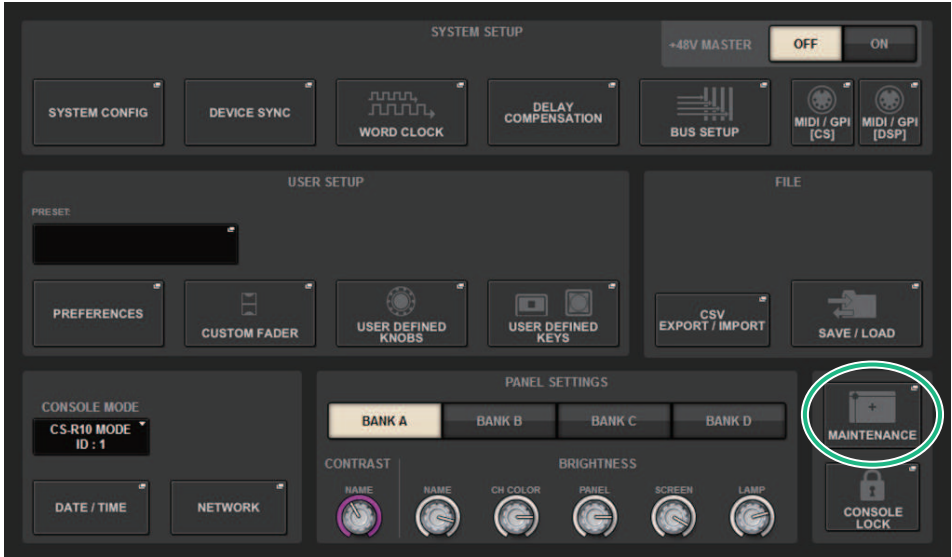 SYSTEM SETUP
+48V MASTER
OFF
ON
SYSTEM CONFIG
DEVICE SYNC
WORD CLOCK
DELAY
COMPENSATION
BUS SETUP
MIDI / GPI
[CS]
MIDI / GPI
[DSP]
USER SETUP
PRESET:
PREFERENCES
CUSTOM FADER
USER DEFINED
KNOBS
USER DEFINED
KEYS
FILE
CSV
EXPORT / IMPORT
SAVE / LOAD
CONSOLE MODE
CS-R10 MODE
ID : 1
DATE / TIME
NETWORK
PANEL SETTINGS
BANK A
BANK B
BANK C
BANK D
CONTRAST
BRIGHTNESS
NAME
NAME
CH COLOR
PANEL
SCREEN
LAMP
MAINTENANCE
CONSOLE
LOCK